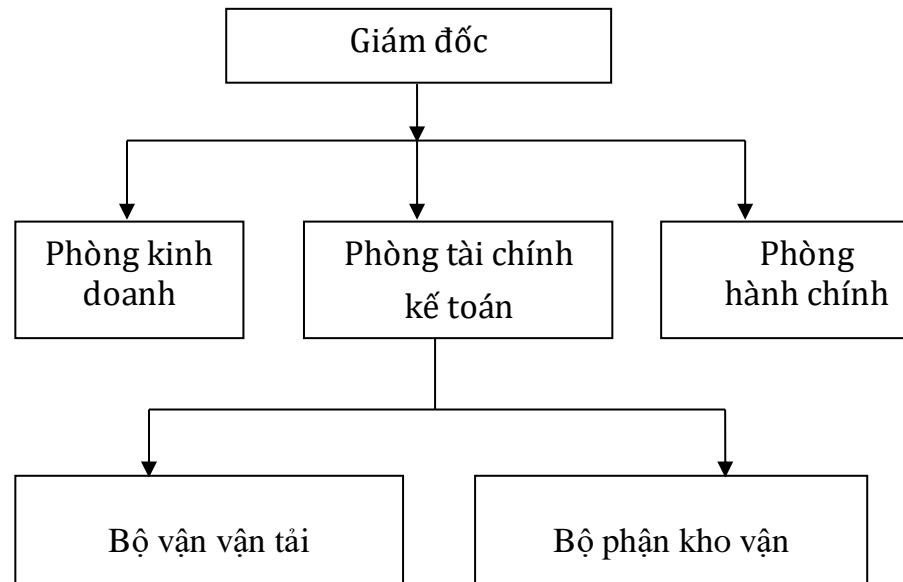 Giám đốc
Phòng kinh
doanh
Phòng tài chính
kế toán
Phòng
hành chính
Bộ vận vận tải
Bộ phận kho vận